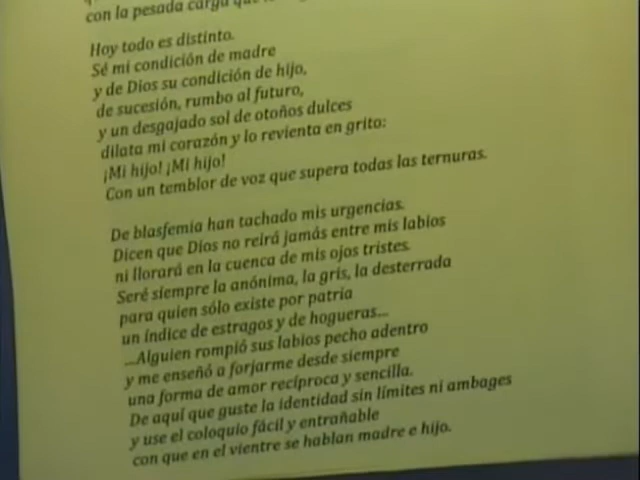 con la pesada carga que
Hoy todo es distinto.
Sé mi condición de madre
y de Dios su condición de hijo,
de sucesión, rumbo al futuro,
y un desgajado sol de otoños dulces
dilata mi corazón y lo revienta en grito:
¡Mi hijo! ¡Mi hijo!
Con un temblor de voz que supera todas las ternuras.
De blasfemia han tachado mis urgencias.
Dicen que Dios no reirá jamás entre mis labios
ni llorará en la cuenca de mis ojos tristes.
Seré siempre la anónima, la gris, la desterrada
para quien sólo existe por patria
un índice de estragos y de hogueras...
...Alguien rompió sus labios pecho adentro
y me enseñó a forjarme desde siempre
una forma de amor recíproca y sencilla.
De aquí que guste la identidad sin límites ni ambages
y use el coloquio fácil y entrañable
con que en el vientre se hablan madre e hijo.